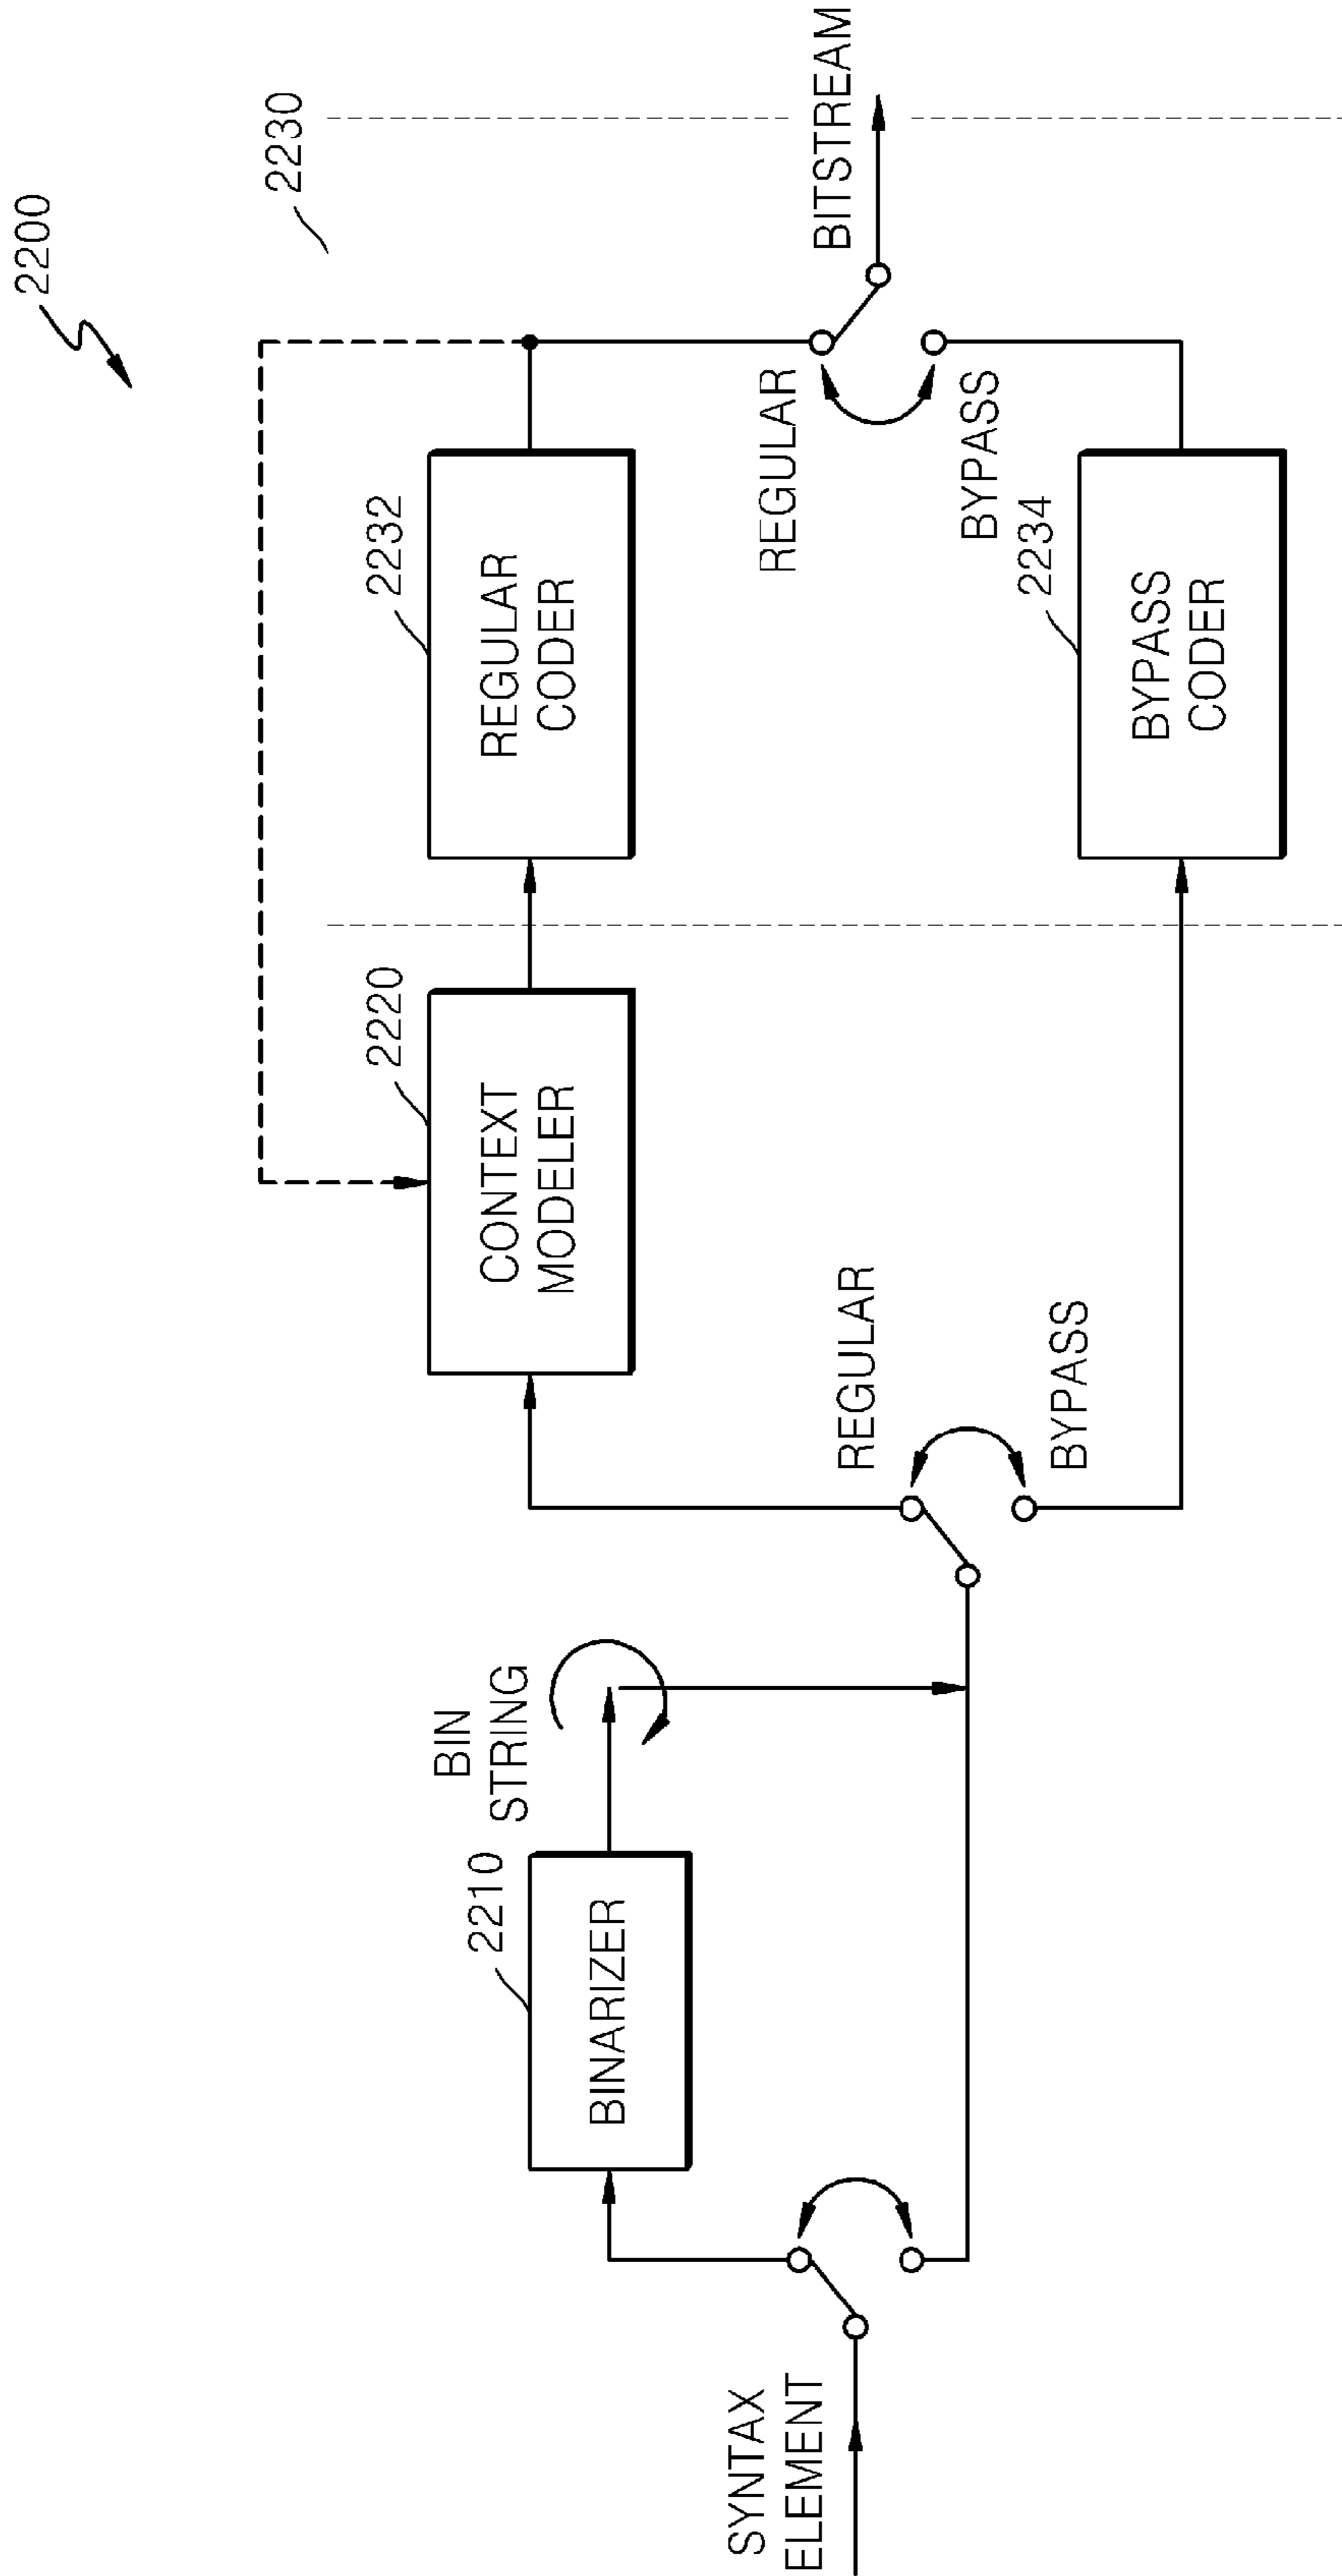 2200
2230
2232
REGULAR
CODER
2220
CONTEXT
MODELER
BIN
STRING
2210
BINARIZER
SYNTAX
ELEMENT
REGULAR
BYPASS
REGULAR
BYPASS
BITSTREAM
2234
BYPASS
CODER